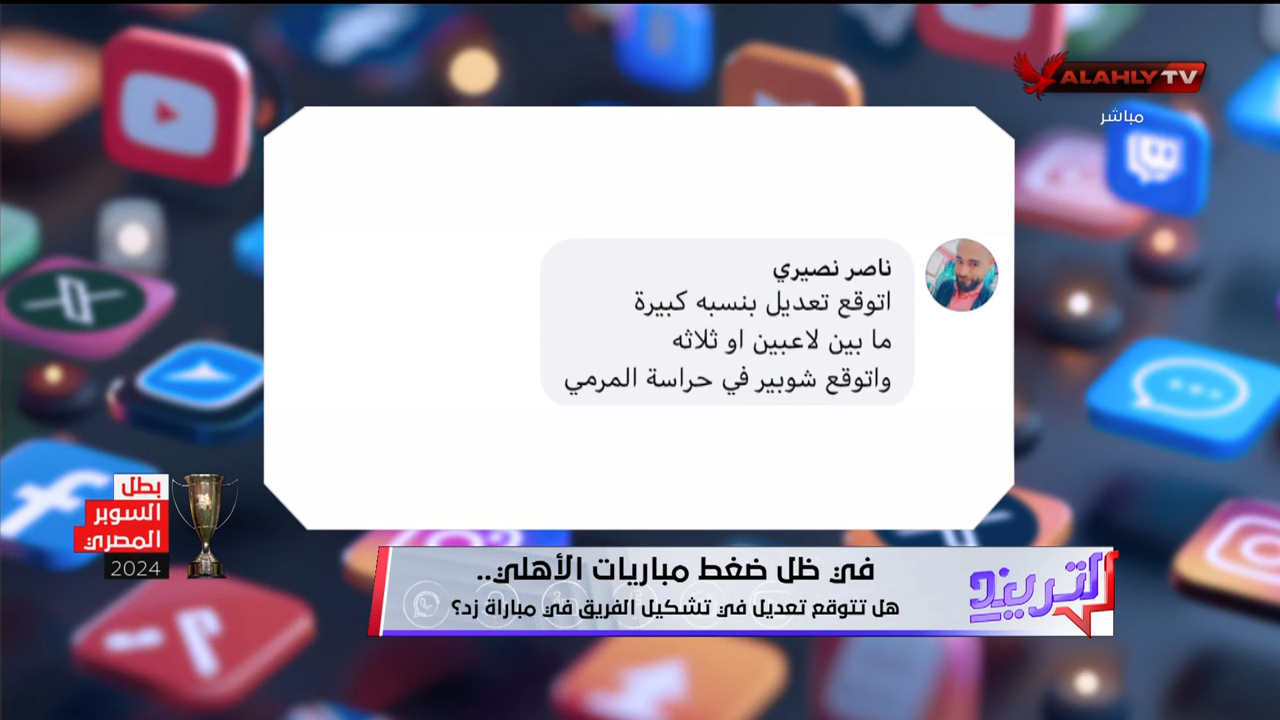 ALAHLY TV
مباشر
ناصر نصيري
اتوقع تعديل بنسبه كبيرة
ما بين لاعبين او ثلاثه
واتوقع شوبير في حراسة المرمي
بطل
السوبر
المصري
2024
التريند
في ظل ضغط مباريات الأهلي..
هل تتوقع تعديل في تشكيل الفريق في مباراة زد؟